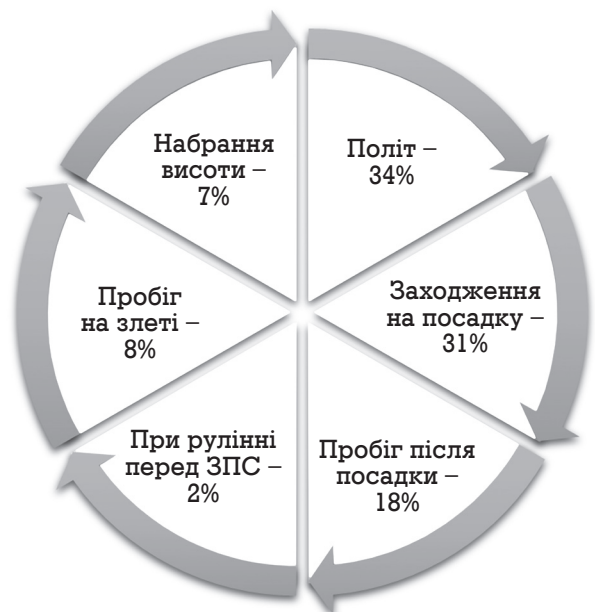 Набрання
висоти –
7%
Політ –
34%
Заходження
на посадку –
31%
Пробіг після
посадки –
18%
При рулінні
перед ЗПС –
2%
Пробіг
на злеті –
8%